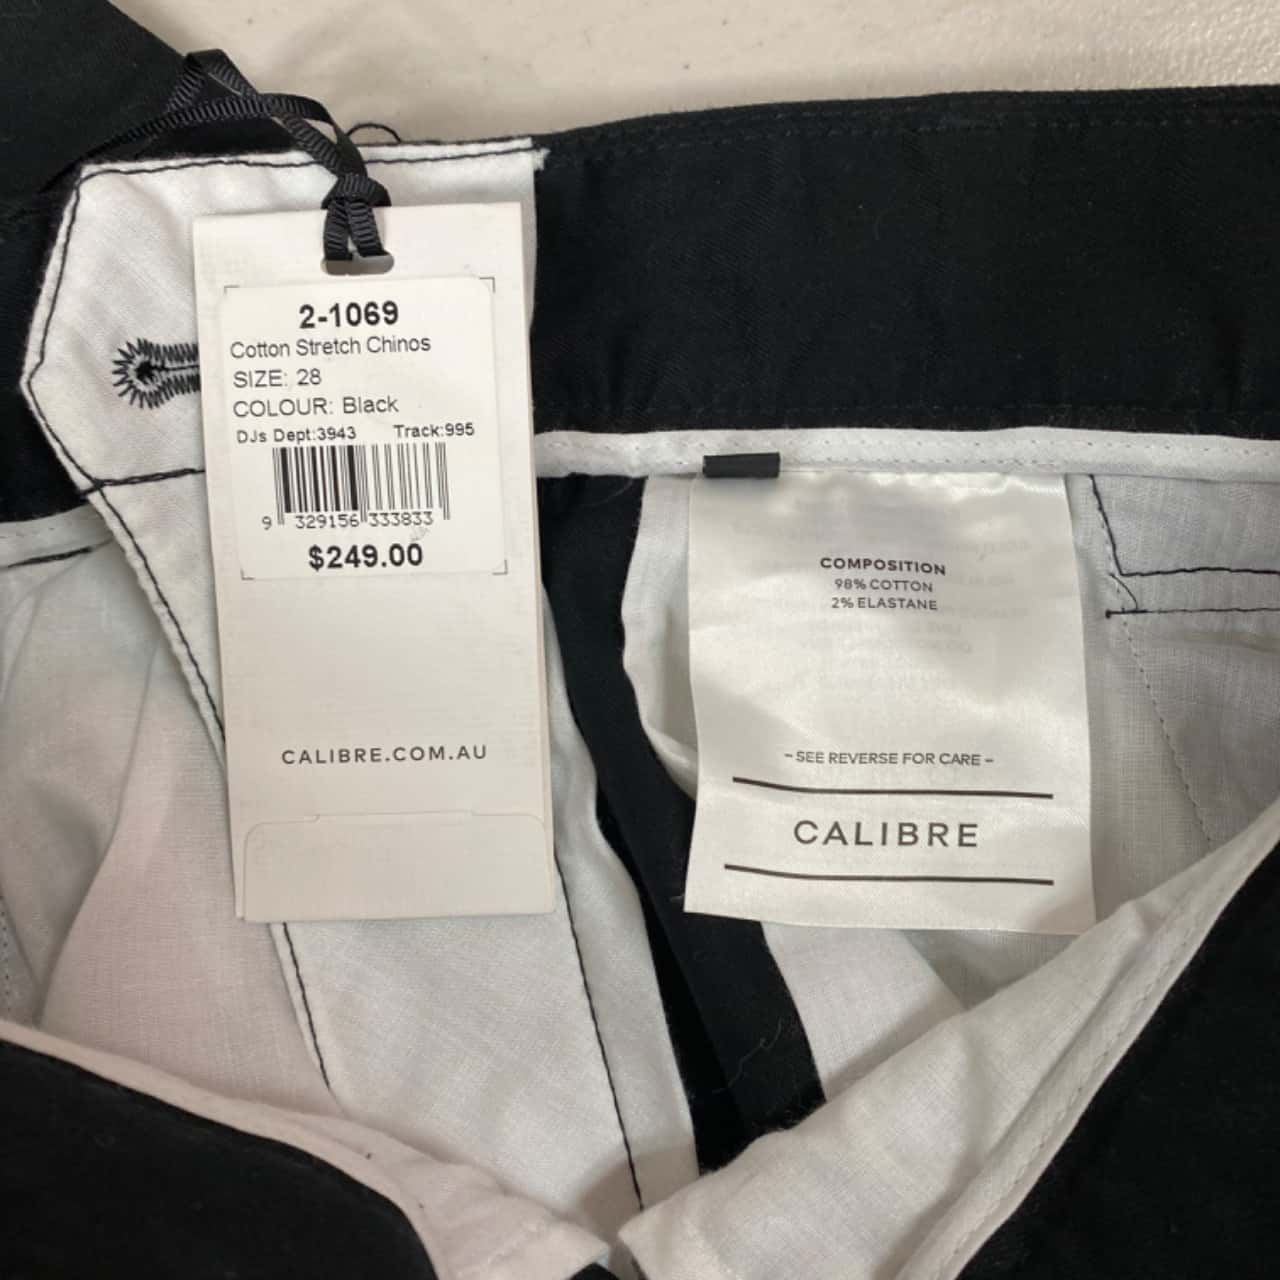 2-1069
Cotton Stretch Chinos
SIZE: 28
COLOUR: Black
DJs Dept:3943 Track:995
9 329156 333833
$249.00
CALIBRE.COM.AU
COMPOSITION
98% COTTON
2% ELASTANE
- SEE REVERSE FOR CARE -
CALIBRE